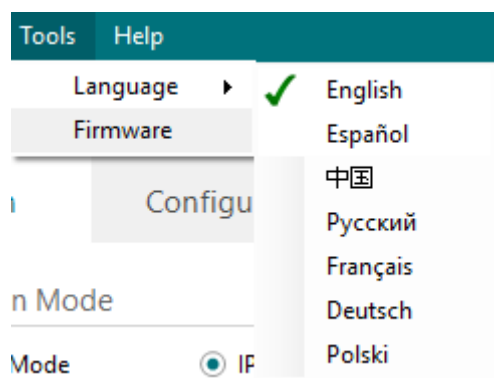 Tools Help
Language
Firmware
English
Español
中国
Русский
Français
Deutsch
Polski
Configu
n Mode
Mode
IP